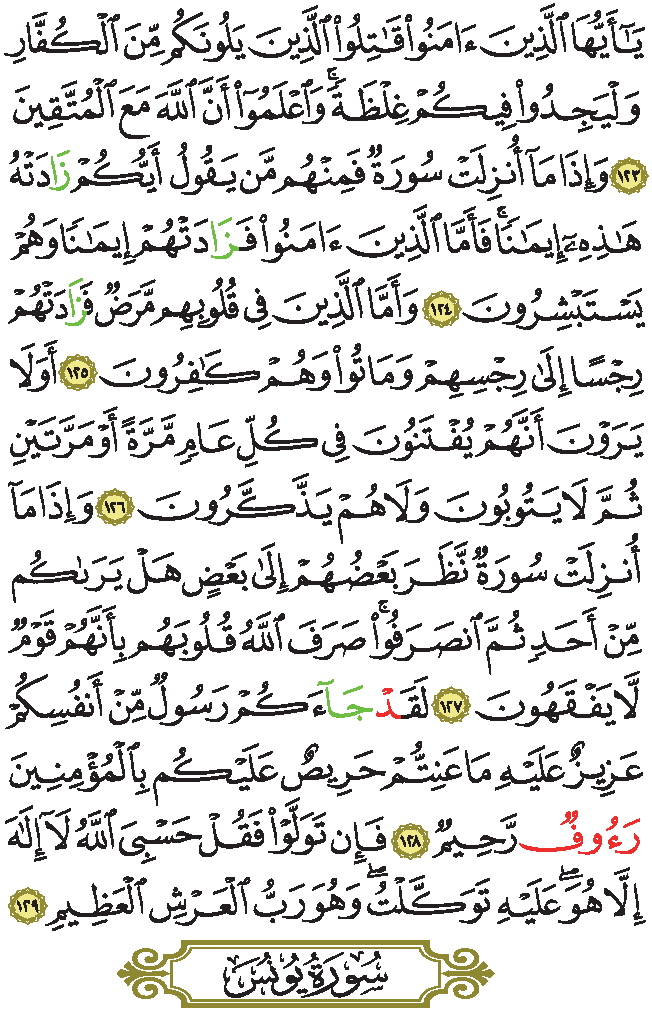 يَـٰٓأَيُّهَا ٱلَّذِينَ ءَامَنُوا۟ قَـٰتِلُوا۟ ٱلَّذِينَ يَلُونَكُم مِّنَ ٱلْكُفَّارِ
وَلْيَجِدُوا۟ فِيكُمْ غِلْظَةً ۚ وَٱعْلَمُوٓا۟ أَنَّ ٱللَّهَ مَعَ ٱلْمُتَّقِينَ
١٢٣ وَإِذَا مَآ أُنزِلَتْ سُورَةٌ فَمِنْهُم مَّن يَقُولُ أَيُّكُمْ زَادَتْهُ
هَـٰذِهِۦٓ إِيمَـٰنًا ۚ فَأَمَّا ٱلَّذِينَ ءَامَنُوا۟ فَزَادَتْهُمْ إِيمَـٰنًا وَهُمْ
يَسْتَبْشِرُونَ ١٢٤ وَأَمَّا ٱلَّذِينَ فِى قُلُوبِهِم مَّرَضٌ فَزَادَتْهُمْ
رِجْسًا إِلَىٰ رِجْسِهِمْ وَمَاتُوا۟ وَهُمْ كَـٰفِرُونَ ١٢٥ أَوَلَا
يَرَوْنَ أَنَّهُمْ يُفْتَنُونَ فِى كُلِّ عَامٍ مَّرَّةً أَوْ مَرَّتَيْنِ
ثُمَّ لَا يَتُوبُونَ وَلَا هُمْ يَذَّكَّرُونَ ١٢٦ وَإِذَا مَآ
أُنزِلَتْ سُورَةٌ نَّظَرَ بَعْضُهُمْ إِلَىٰ بَعْضٍ هَلْ يَرَىٰكُم
مِّنْ أَحَدٍ ثُمَّ ٱنصَرَفُوا۟ ۚ صَرَفَ ٱللَّهُ قُلُوبَهُم بِأَنَّهُمْ قَوْمٌ
لَّا يَفْقَهُونَ ١٢٧ لَقَدْ جَآءَكُمْ رَسُولٌ مِّنْ أَنفُسِكُمْ
عَزِيزٌ عَلَيْهِ مَا عَنِتُّمْ حَرِيصٌ عَلَيْكُم بِٱلْمُؤْمِنِينَ
رَءُوفٌ رَّحِيمٌ ١٢٨ فَإِن تَوَلَّوْا۟ فَقُلْ حَسْبِىَ ٱللَّهُ لَآ إِلَـٰهَ
إِلَّا هُوَ ۖ عَلَيْهِ تَوَكَّلْتُ ۖ وَهُوَ رَبُّ ٱلْعَرْشِ ٱلْعَظِيمِ ١٢٩
سُورَةُ يُونُسَ